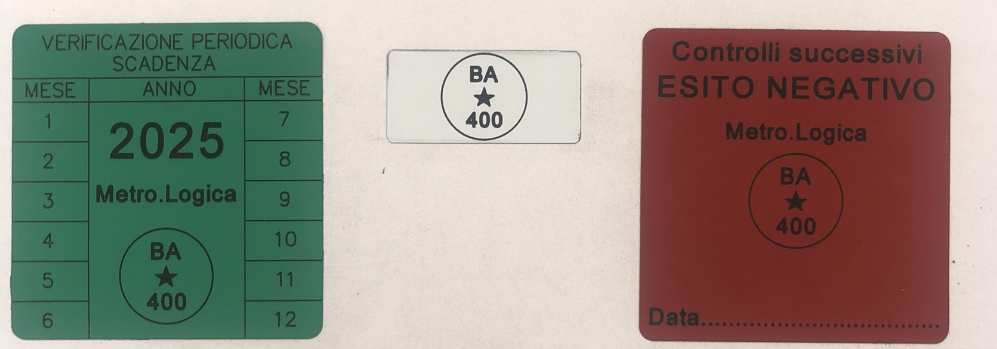 VERIFICAZIONE PERIODICA
SCADENZA
MESE ANNO MESE
1 7
2025
2 8
3 Metro.Logica 9
4 10
BA
5 ★ 11
400
6 12
BA
★
400
Controlli successivi
ESITO NEGATIVO
Metro.Logica
BA
★
400
Data....................................